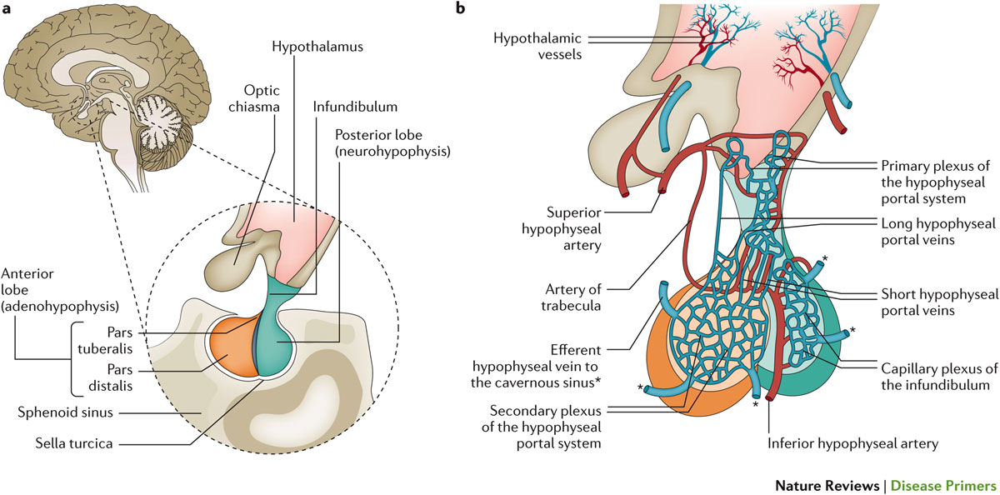 a
Hypothalamus
Optic
chiasma
Infundibulum
Posterior lobe
(neurohypophysis)
Anterior
lobe
(adenohypophysis)
Pars
tuberalis
Pars
distalis
Sphenoid sinus
Sella turcica
b
Hypothalamic
vessels
Superior
hypophyseal
artery
Artery of
trabecula
Efferent
hypophyseal vein to
the cavernous sinus*
Secondary plexus
of the hypophyseal
portal system
Primary plexus of
the hypophyseal
portal system
Long hypophyseal
portal veins
Short hypophyseal
portal veins
Capillary plexus of
the infundibulum
Inferior hypophyseal artery
*
*
*
*
Nature Reviews | Disease Primers